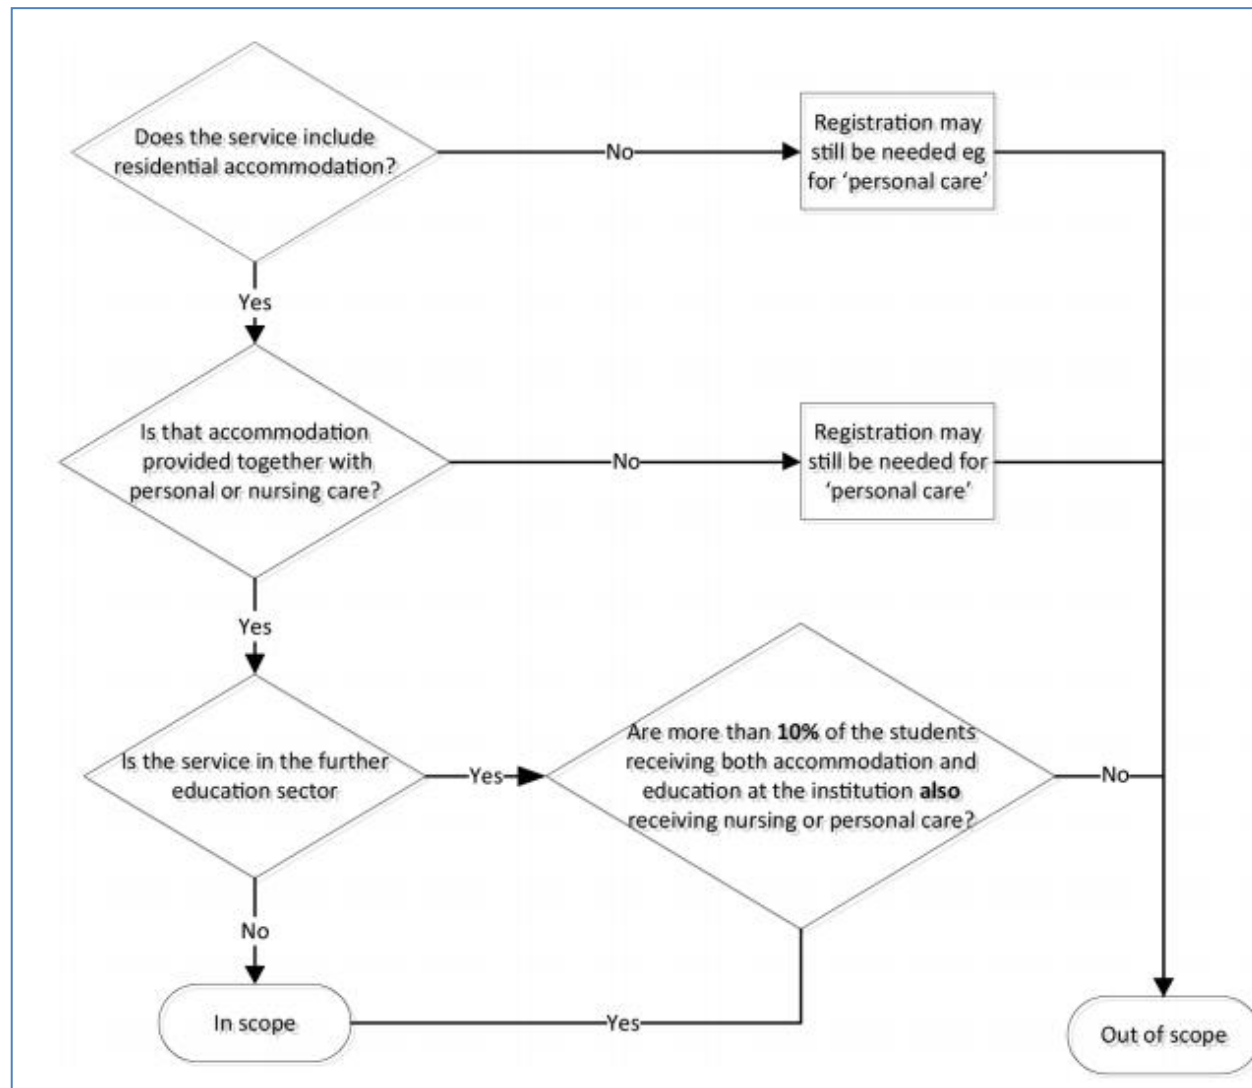 Does the service include
residential accommodation?
No
Registration may
still be needed eg
for ‘personal care’
Yes
Is that accommodation
provided together with
personal or nursing care?
No
Registration may
still be needed for
‘personal care’
Yes
Is the service in the further
education sector
Yes
Are more than 10% of the students
receiving both accommodation and
education at the institution also
receiving nursing or personal care?
No
No
In scope
Yes
Out of scope